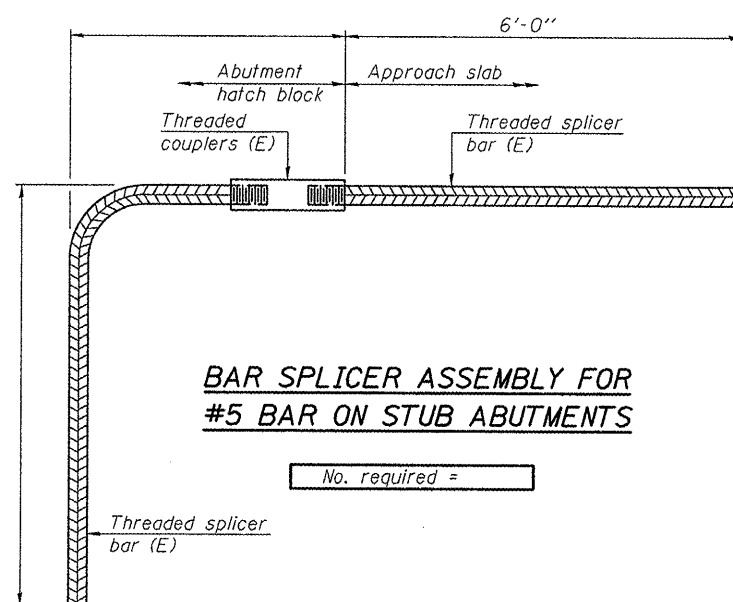 6'-0"
Abutment
hatch block
Approach slab
Threaded
couplers (E)
Threaded splicer
bar (E)
BAR SPLICER ASSEMBLY FOR
#5 BAR ON STUB ABUTMENTS
No. required =
Threaded splicer
bar (E)